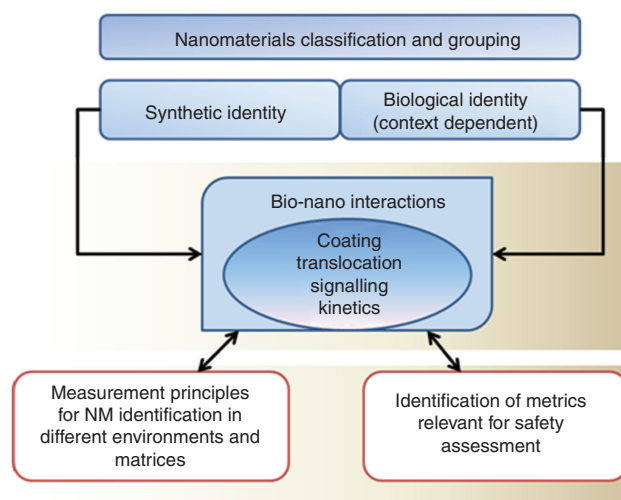 Nanomaterials classification and grouping
Synthetic identity
Biological identity
(context dependent)
Bio-nano interactions
Coating
translocation
signalling
kinetics
Measurement principles
for NM identification in
different environments and
matrices
Identification of metrics
relevant for safety
assessment